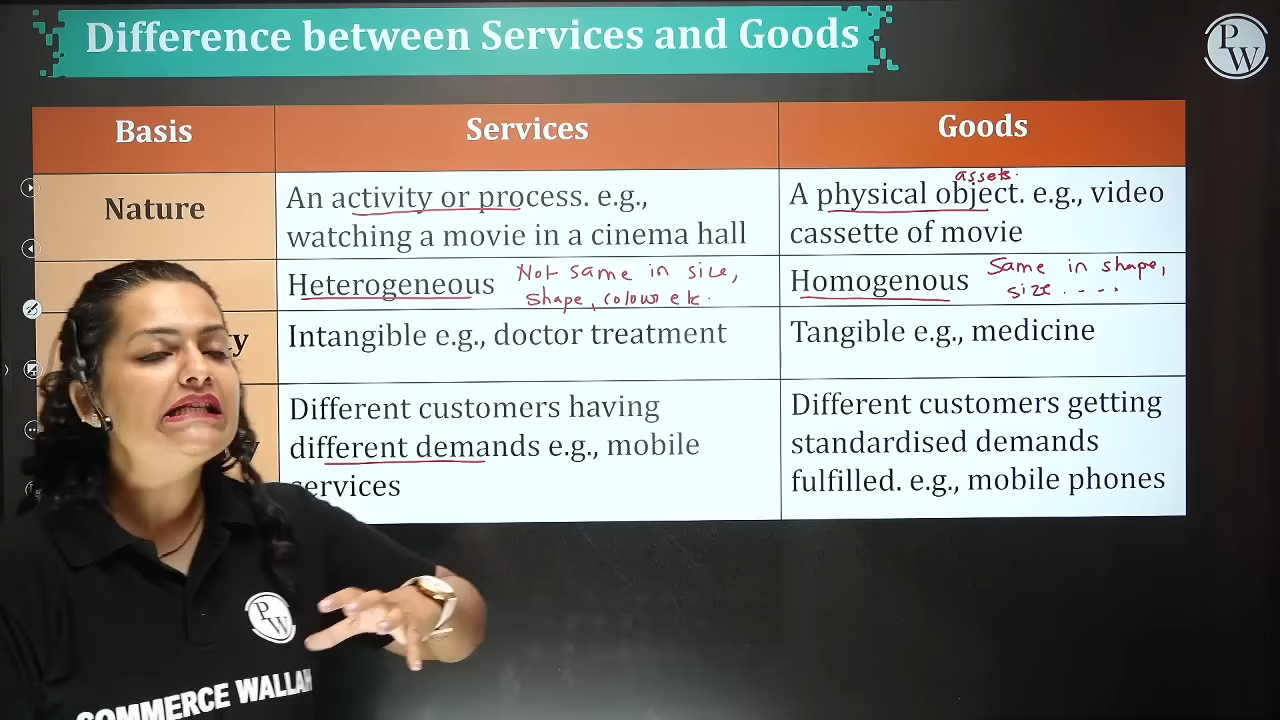 Difference between Services and Goods
PW
Basis
Services
Goods
Nature
An activity or process. e.g.,
watching a movie in a cinema hall
assets.
A physical object. e.g., video
cassette of movie
Heterogeneous
Not same in size,
shape, colour etc.
Homogenous
Same in shape,
size....
Intangible e.g., doctor treatment
Tangible e.g., medicine
Different customers having
different demands e.g., mobile
services
Different customers getting
standardised demands
fulfilled. e.g., mobile phones
PW
COMMERCE WALLAH